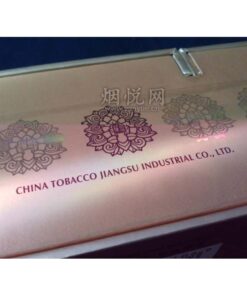 烟悦网
CHINA TOBACCO JIANGSU INDUSTRIAL CO., LTD.